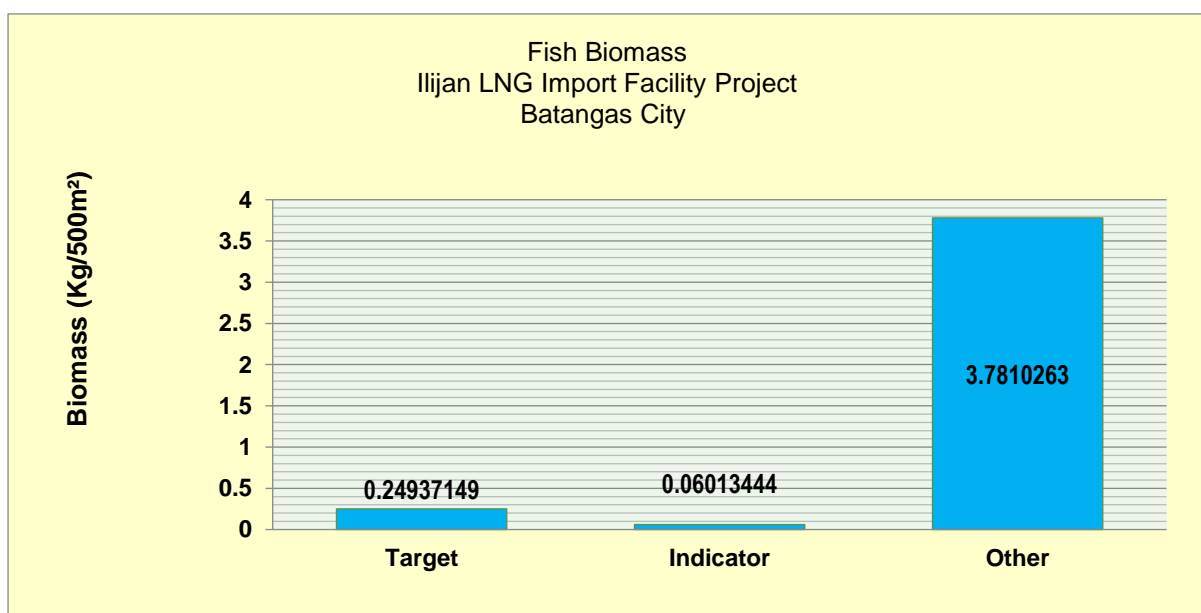 Fish Biomass
Ilijan LNG Import Facility Project
Batangas City
Biomass (Kg/500m²)
4
3.5
3
2.5
2
1.5
1
0.5
0
0.24937149
0.06013444
3.7810263
Target
Indicator
Other